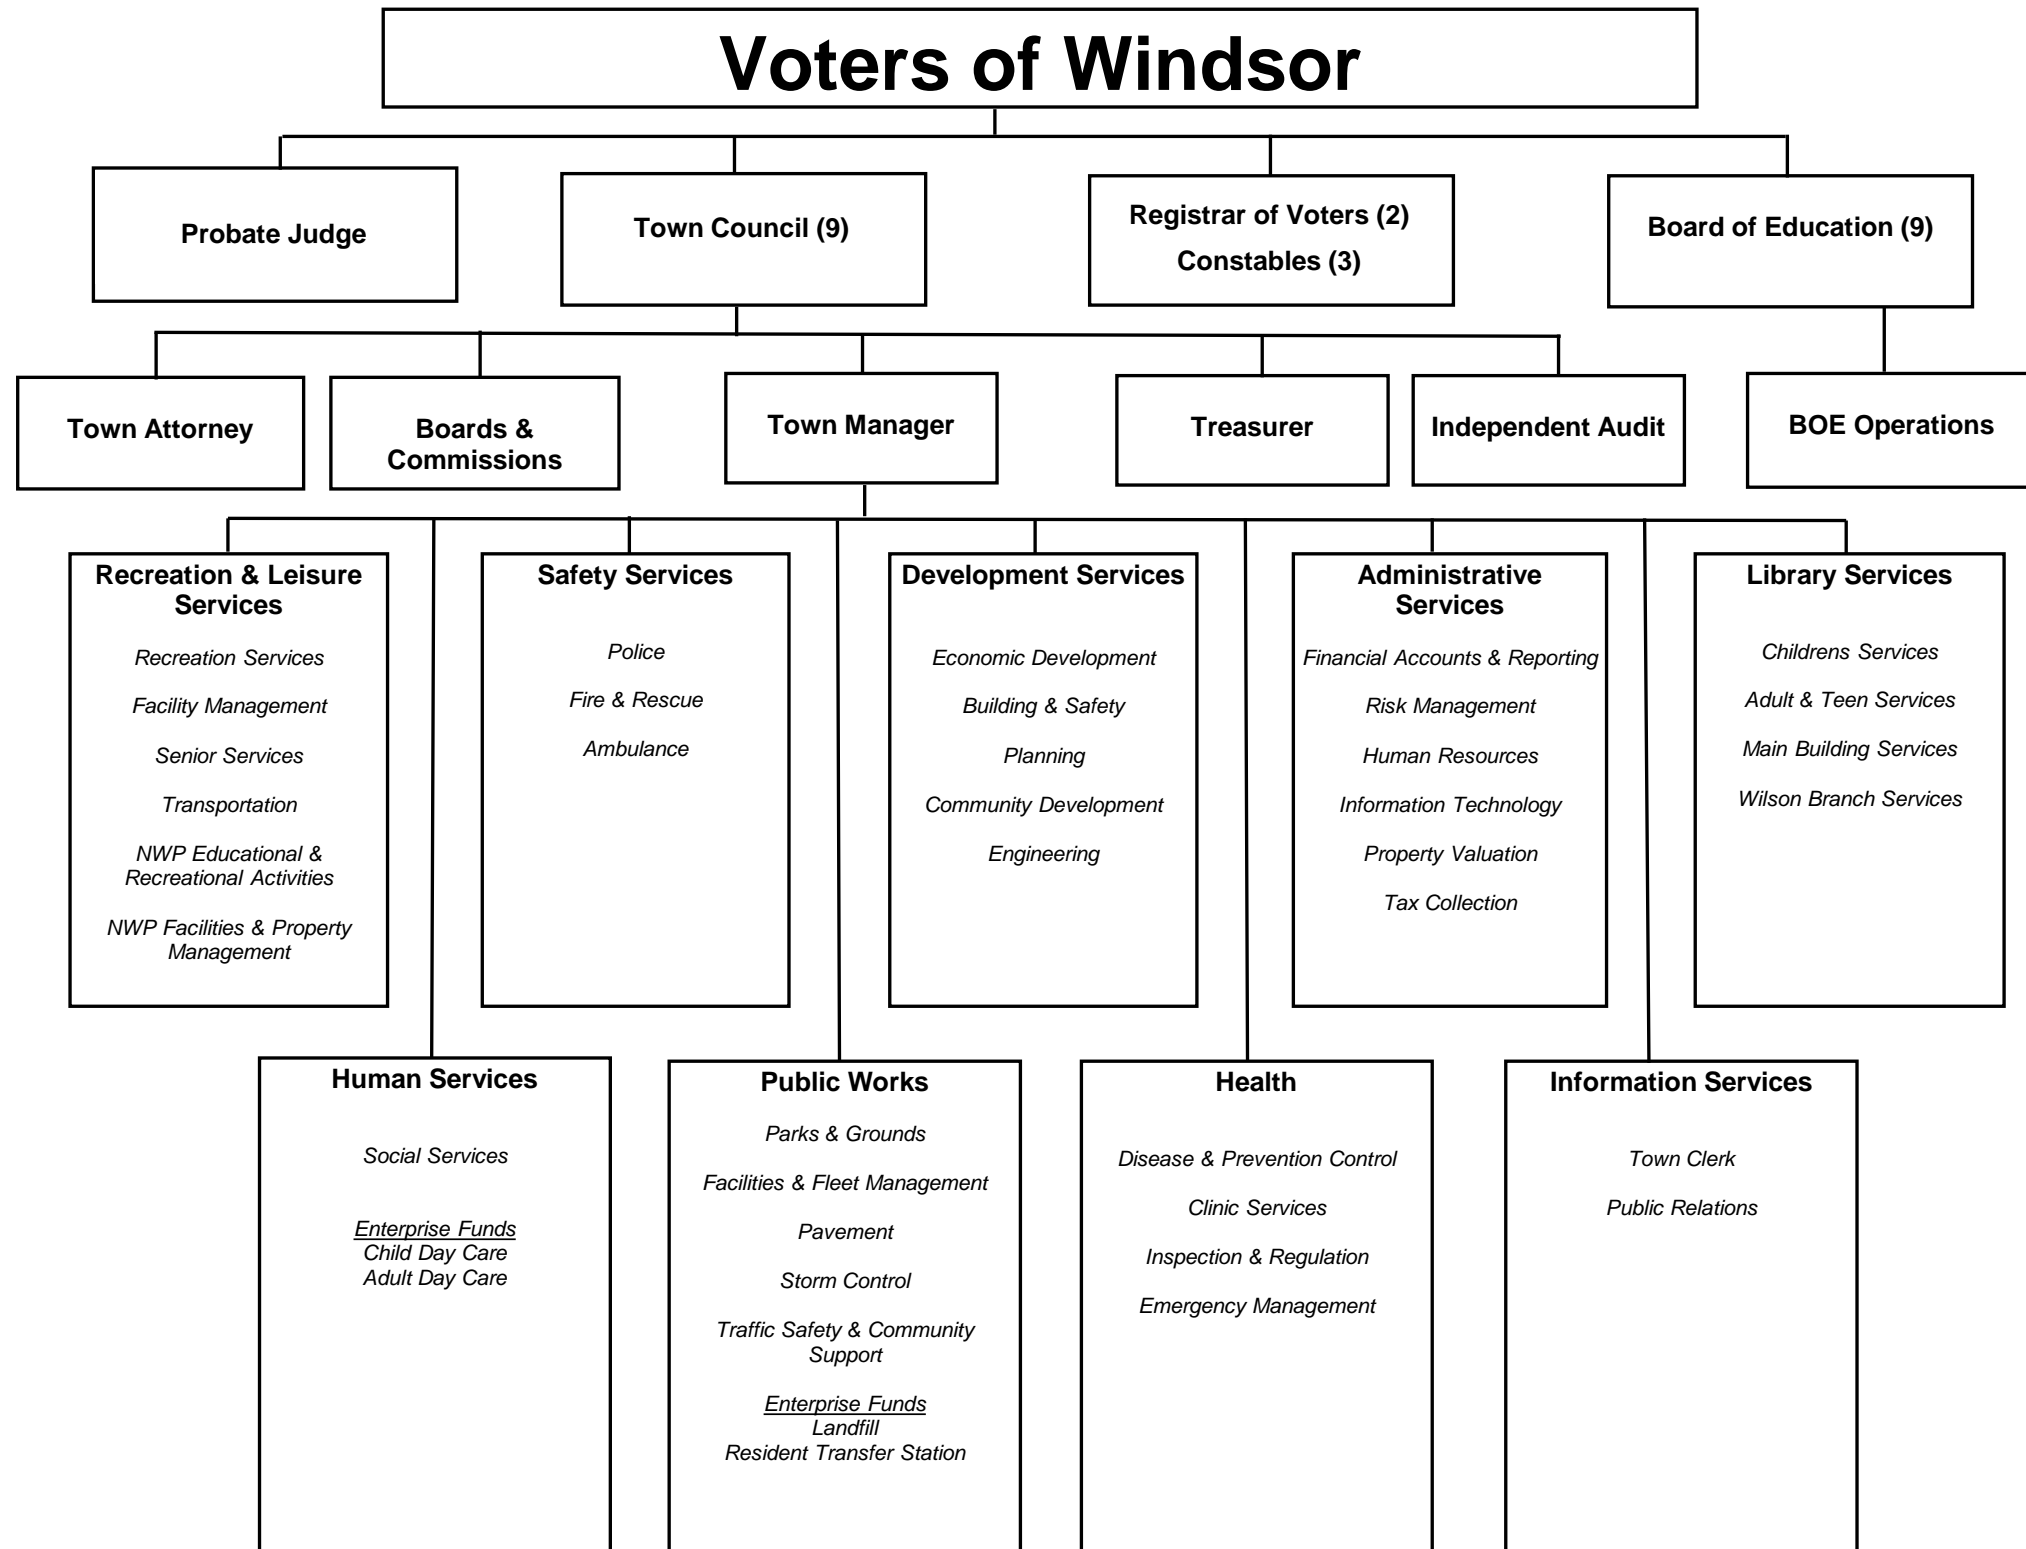 Voters of Windsor
Probate Judge
Town Council (9)
Registrar of Voters (2)
Constables (3)
Board of Education (9)
Town Attorney
Boards &
Commissions
Town Manager
Treasurer
Independent Audit
BOE Operations
Recreation & Leisure
Services
Recreation Services
Facility Management
Senior Services
Transportation
NWP Educational &
Recreational Activities
NWP Facilities & Property
Management
Safety Services
Police
Fire & Rescue
Ambulance
Development Services
Economic Development
Building & Safety
Planning
Community Development
Engineering
Administrative
Services
Financial Accounts & Reporting
Risk Management
Human Resources
Information Technology
Property Valuation
Tax Collection
Library Services
Childrens Services
Adult & Teen Services
Main Building Services
Wilson Branch Services
Human Services
Social Services
Enterprise Funds
Child Day Care
Adult Day Care
Public Works
Parks & Grounds
Facilities & Fleet Management
Pavement
Storm Control
Traffic Safety & Community
Support
Enterprise Funds
Landfill
Resident Transfer Station
Health
Disease & Prevention Control
Clinic Services
Inspection & Regulation
Emergency Management
Information Services
Town Clerk
Public Relations